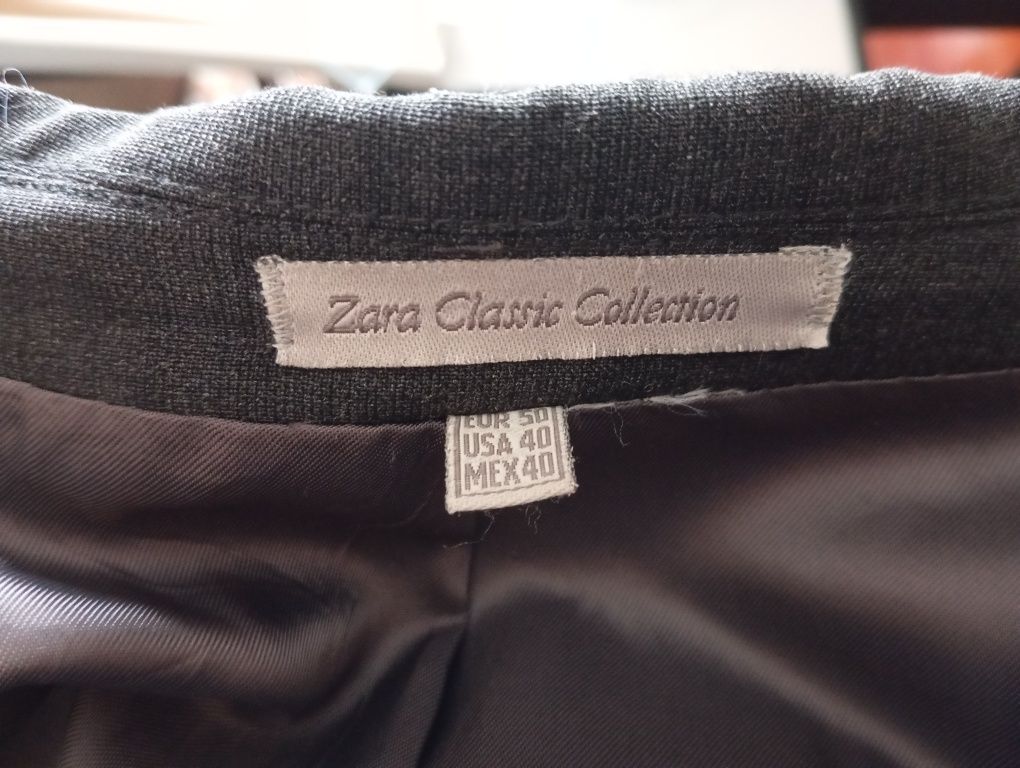 Zara Classic Collection
EUR 50
USA 40
MEX40